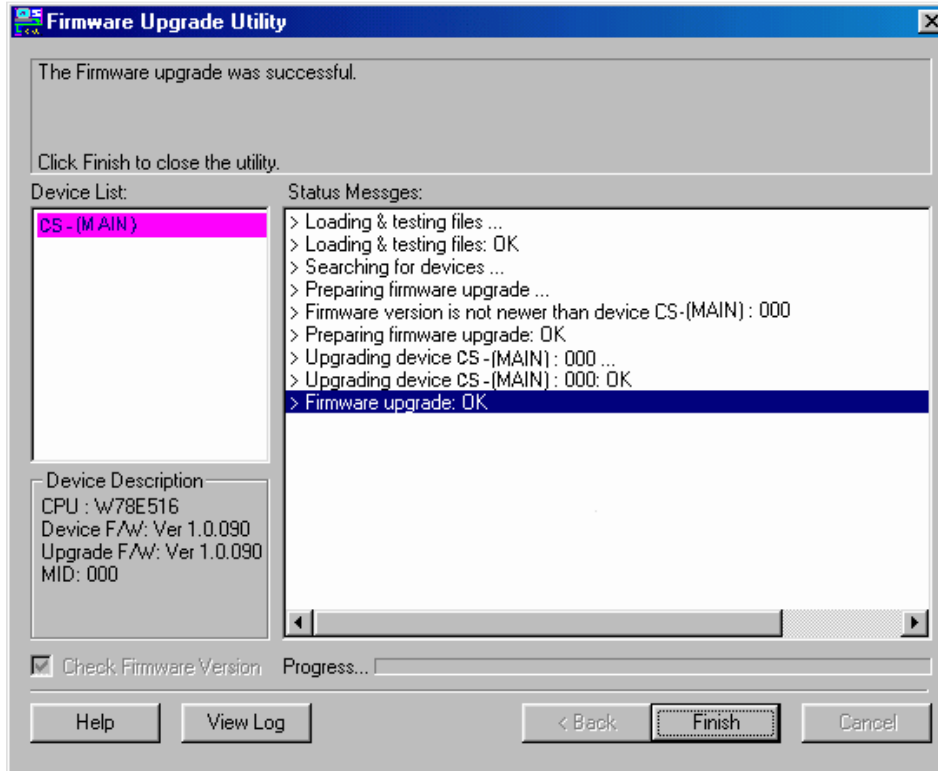 Firmware Upgrade Utility
The Firmware upgrade was successful.
Click Finish to close the utility.
Device List:
CS-(MAIN)
Status Messges:
> Loading & testing files ...
> Loading & testing files: OK
> Searching for devices ...
> Preparing firmware upgrade ...
> Firmware version is not newer than device CS-(MAIN) : 000
> Preparing firmware upgrade: OK
> Upgrading device CS-(MAIN) : 000 ...
> Upgrading device CS-(MAIN) : 000: OK
> Firmware upgrade: OK
Device Description
CPU : W78E516
Device F/W: Ver 1.0.090
Upgrade F/W: Ver 1.0.090
MID: 000
Check Firmware Version
Progress...
Help
View Log
< Back
Finish
Cancel